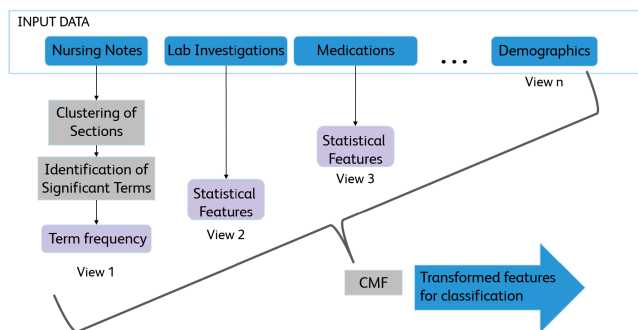 INPUT DATA
Nursing Notes
Lab Investigations
Medications
...
Demographics
View n
Clustering of
Sections
Identification of
Significant Terms
Term frequency
View 1
Statistical
Features
View 2
Statistical
Features
View 3
CMF
Transformed features
for classification